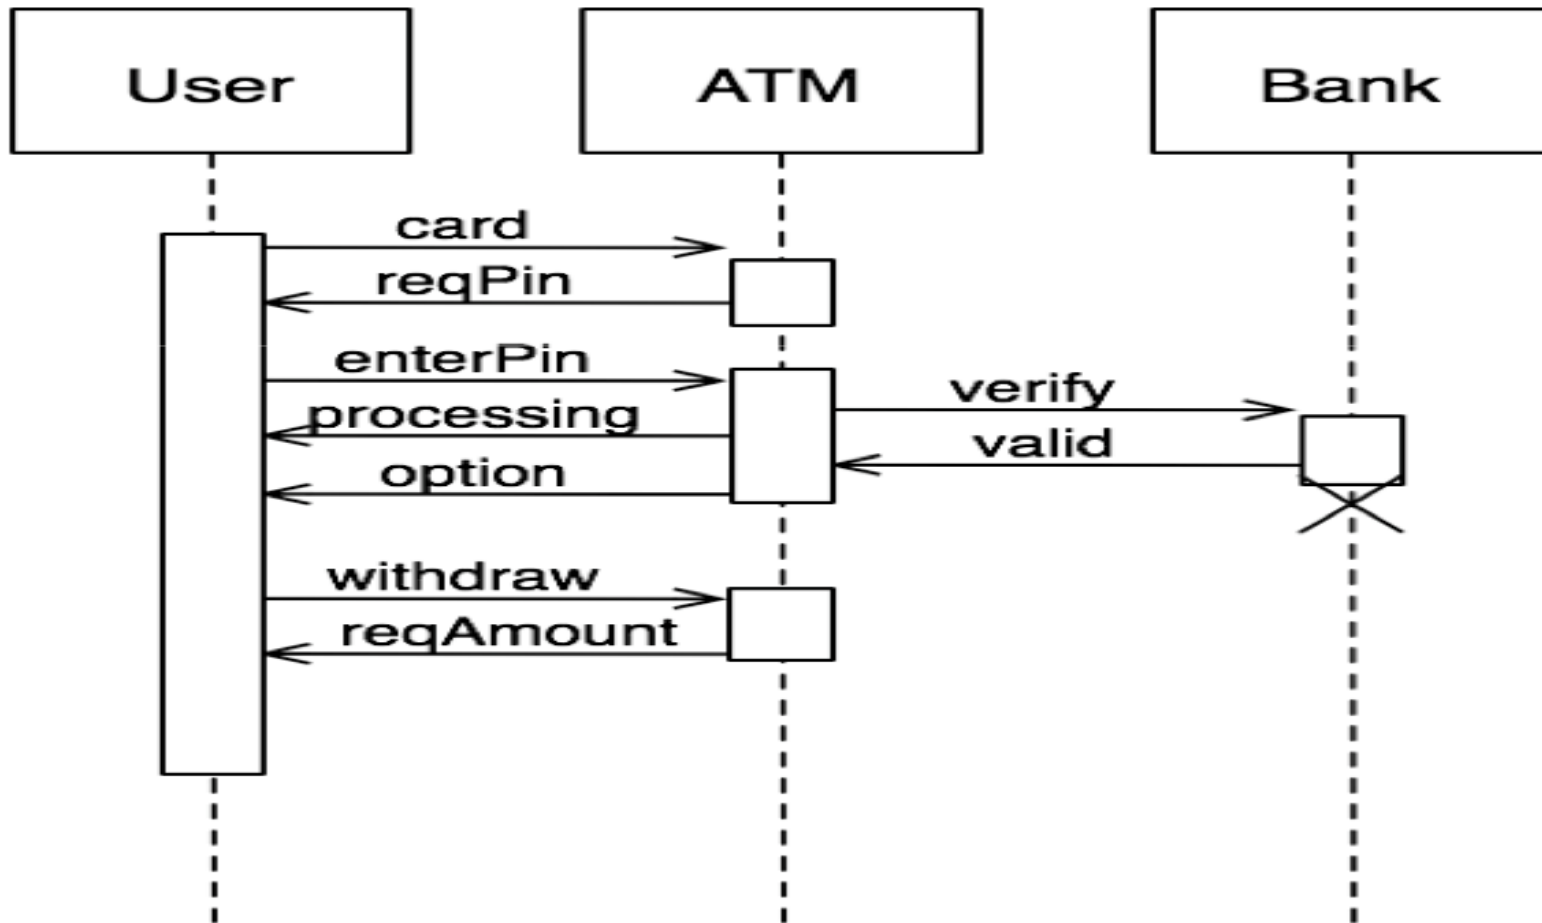 User
ATM
Bank
card
reqPin
enterPin
verify
processing
valid
option
withdraw
reqAmount